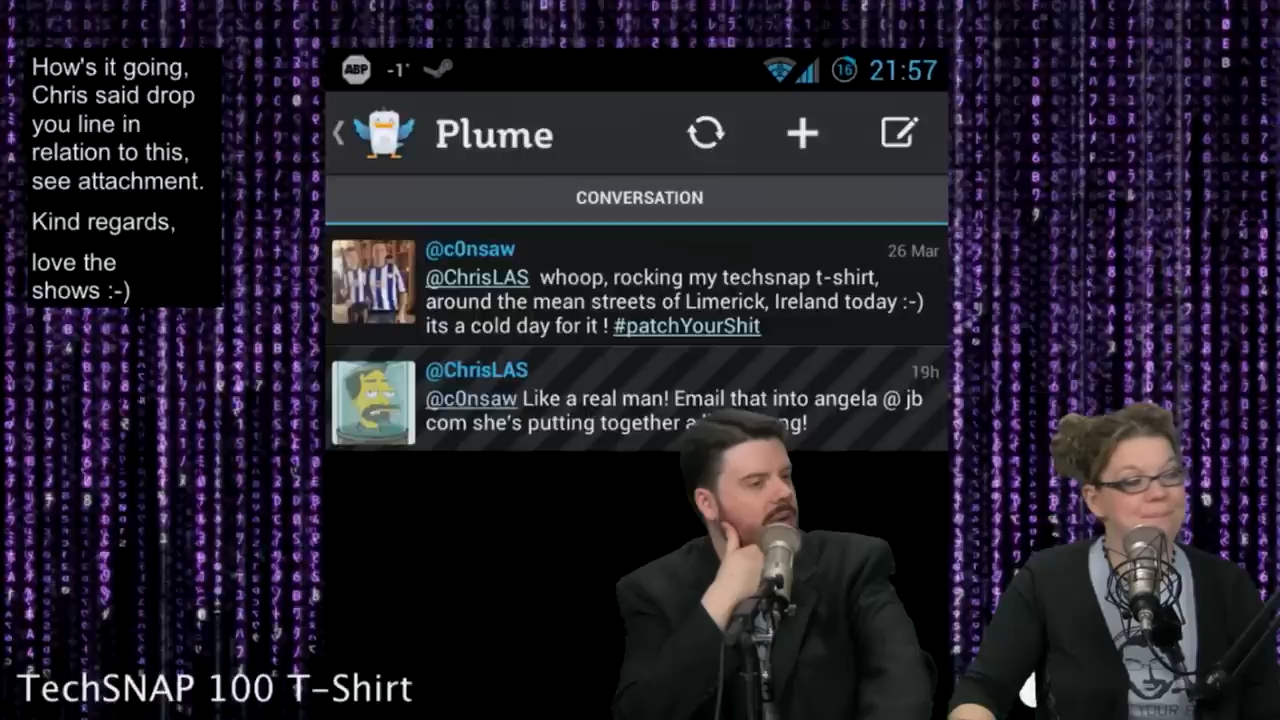 How's it going,
Chris said drop
you line in
relation to this,
see attachment.
Kind regards,
love the
shows :-)
ABP -1° 16 21:57
Plume
CONVERSATION
@c0nsaw 26 Mar
@ChrisLAS whoop, rocking my techsnap t-shirt,
around the mean streets of Limerick, Ireland today :-)
its a cold day for it ! #patchYourShit
@ChrisLAS 19h
@c0nsaw Like a real man! Email that into angela @ jb
com she's putting together
TechSNAP 100 T-Shirt
YOUR